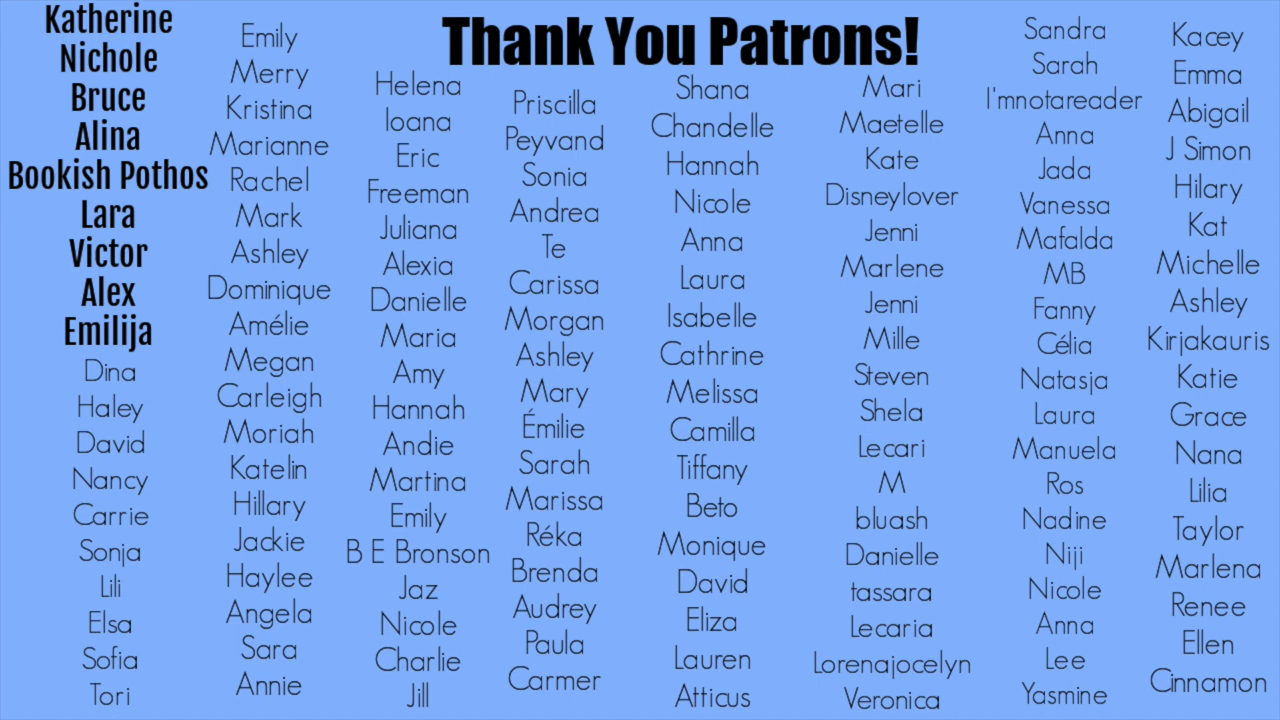 Thank You Patrons!
Katherine
Nichole
Bruce
Alina
Bookish Pothos
Lara
Victor
Alex
Emilija
Dina
Haley
David
Nancy
Carrie
Sonja
Lili
Elsa
Sofia
Tori
Emily
Merry
Kristina
Marianne
Rachel
Mark
Ashley
Dominique
Amélie
Megan
Carleigh
Moriah
Katelin
Hillary
Jackie
Haylee
Angela
Sara
Annie
Helena
Ioana
Eric
Freeman
Juliana
Alexia
Danielle
Maria
Amy
Hannah
Andie
Martina
Emily
B E Bronson
Jaz
Nicole
Charlie
Jill
Priscilla
Peyvand
Sonia
Andrea
Te
Carissa
Morgan
Ashley
Mary
Émilie
Sarah
Marissa
Réka
Brenda
Audrey
Paula
Carmer
Shana
Chandelle
Hannah
Nicole
Anna
Laura
Isabelle
Cathrine
Melissa
Camilla
Tiffany
Beto
Monique
David
Eliza
Lauren
Atticus
Mari
Maetelle
Kate
Disneylover
Jenni
Marlene
Jenni
Mille
Steven
Shela
Lecari
M
bluash
Danielle
tassara
Lecaria
Lorenajocelyn
Veronica
Sandra
Sarah
I'mnotareader
Anna
Jada
Vanessa
Mafalda
MB
Fanny
Célia
Natasja
Laura
Manuela
Ros
Nadine
Niji
Nicole
Anna
Lee
Yasmine
Kacey
Emma
Abigail
J Simon
Hilary
Kat
Michelle
Ashley
Kirjakauris
Katie
Grace
Nana
Lilia
Taylor
Marlena
Renee
Ellen
Cinnamon